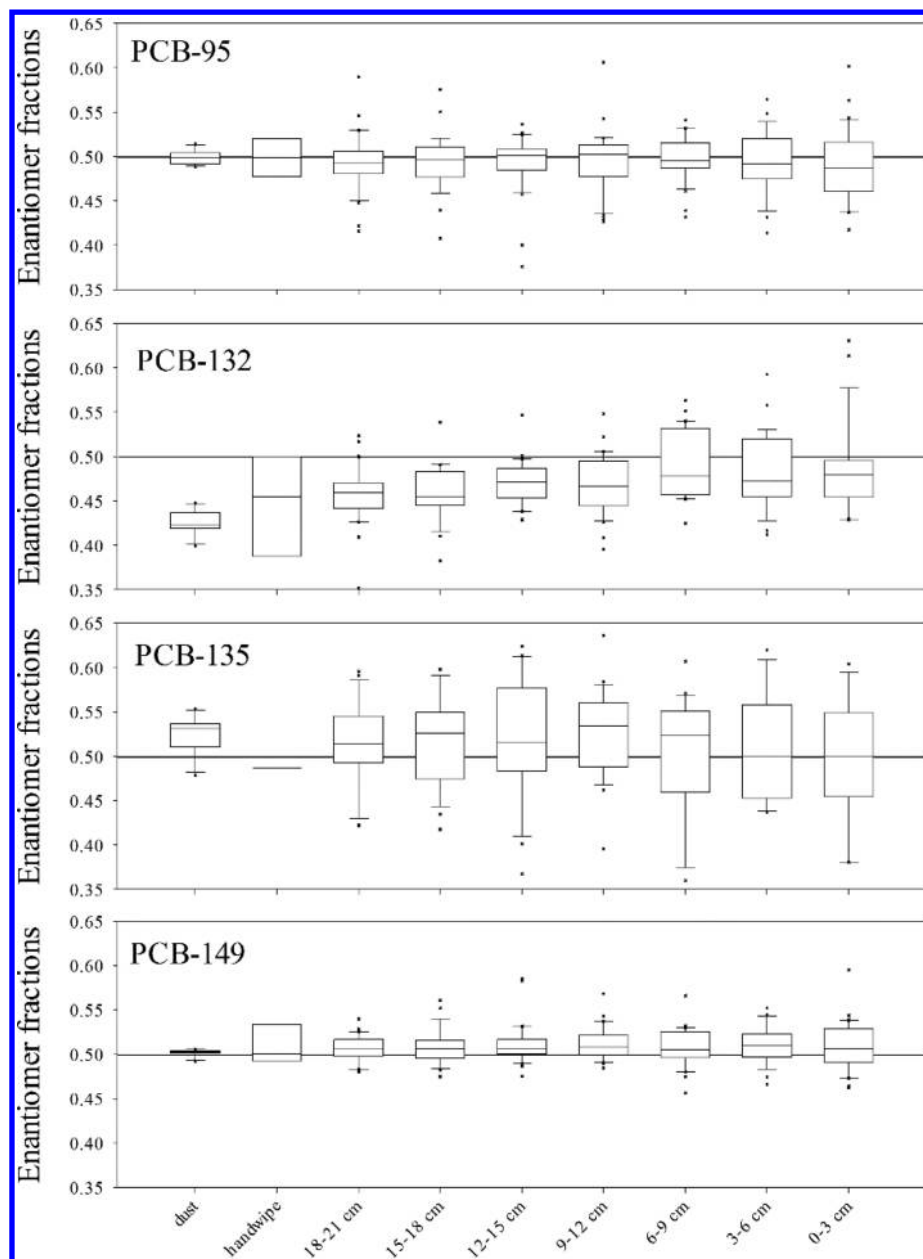 PCB-95
Enantiomer fractions
0.65
0.60
0.55
0.50
0.45
0.40
0.35
PCB-132
Enantiomer fractions
0.65
0.60
0.55
0.50
0.45
0.40
0.35
PCB-135
Enantiomer fractions
0.65
0.60
0.55
0.50
0.45
0.40
0.35
PCB-149
Enantiomer fractions
0.65
0.60
0.55
0.50
0.45
0.40
0.35
dust
handwipe
18-21 cm
15-18 cm
12-15 cm
9-12 cm
6-9 cm
3-6 cm
0-3 cm